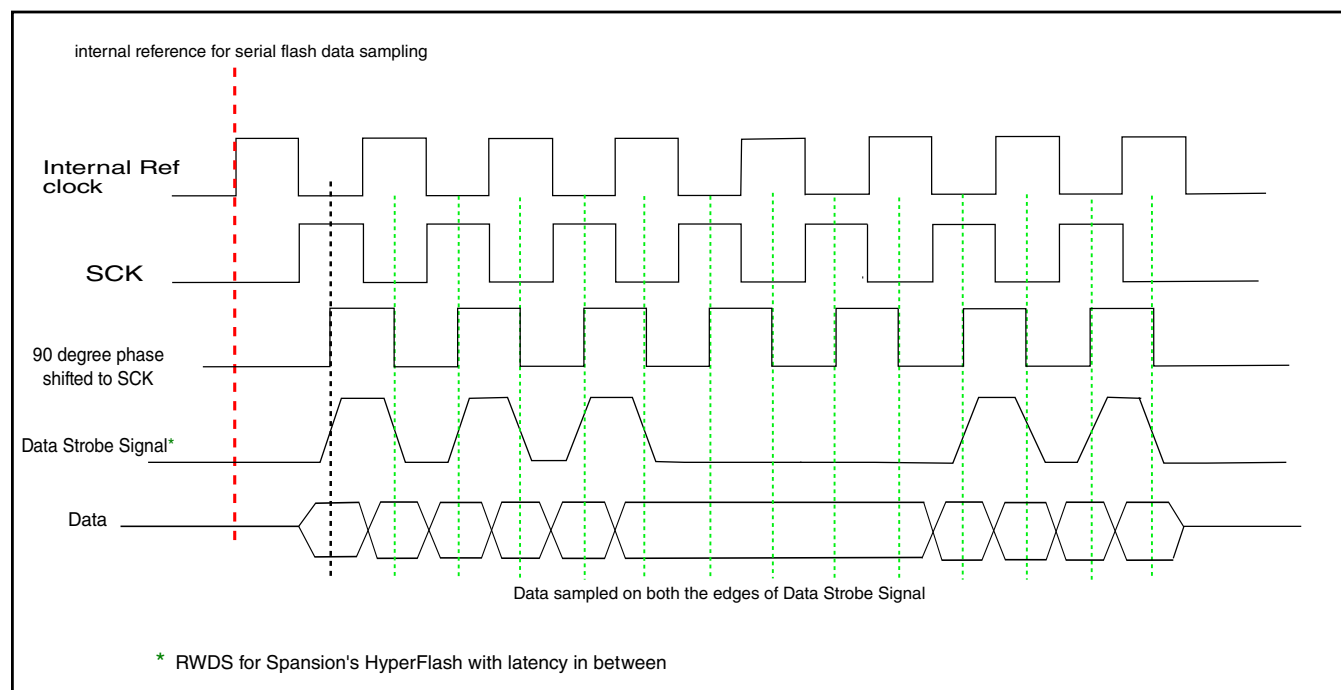 internal reference for serial flash data sampling
Internal Ref
clock
SCK
90 degree phase
shifted to SCK
Data Strobe Signal*
Data
Data sampled on both the edges of Data Strobe Signal
* RWDS for Spansion's HyperFlash with latency in between